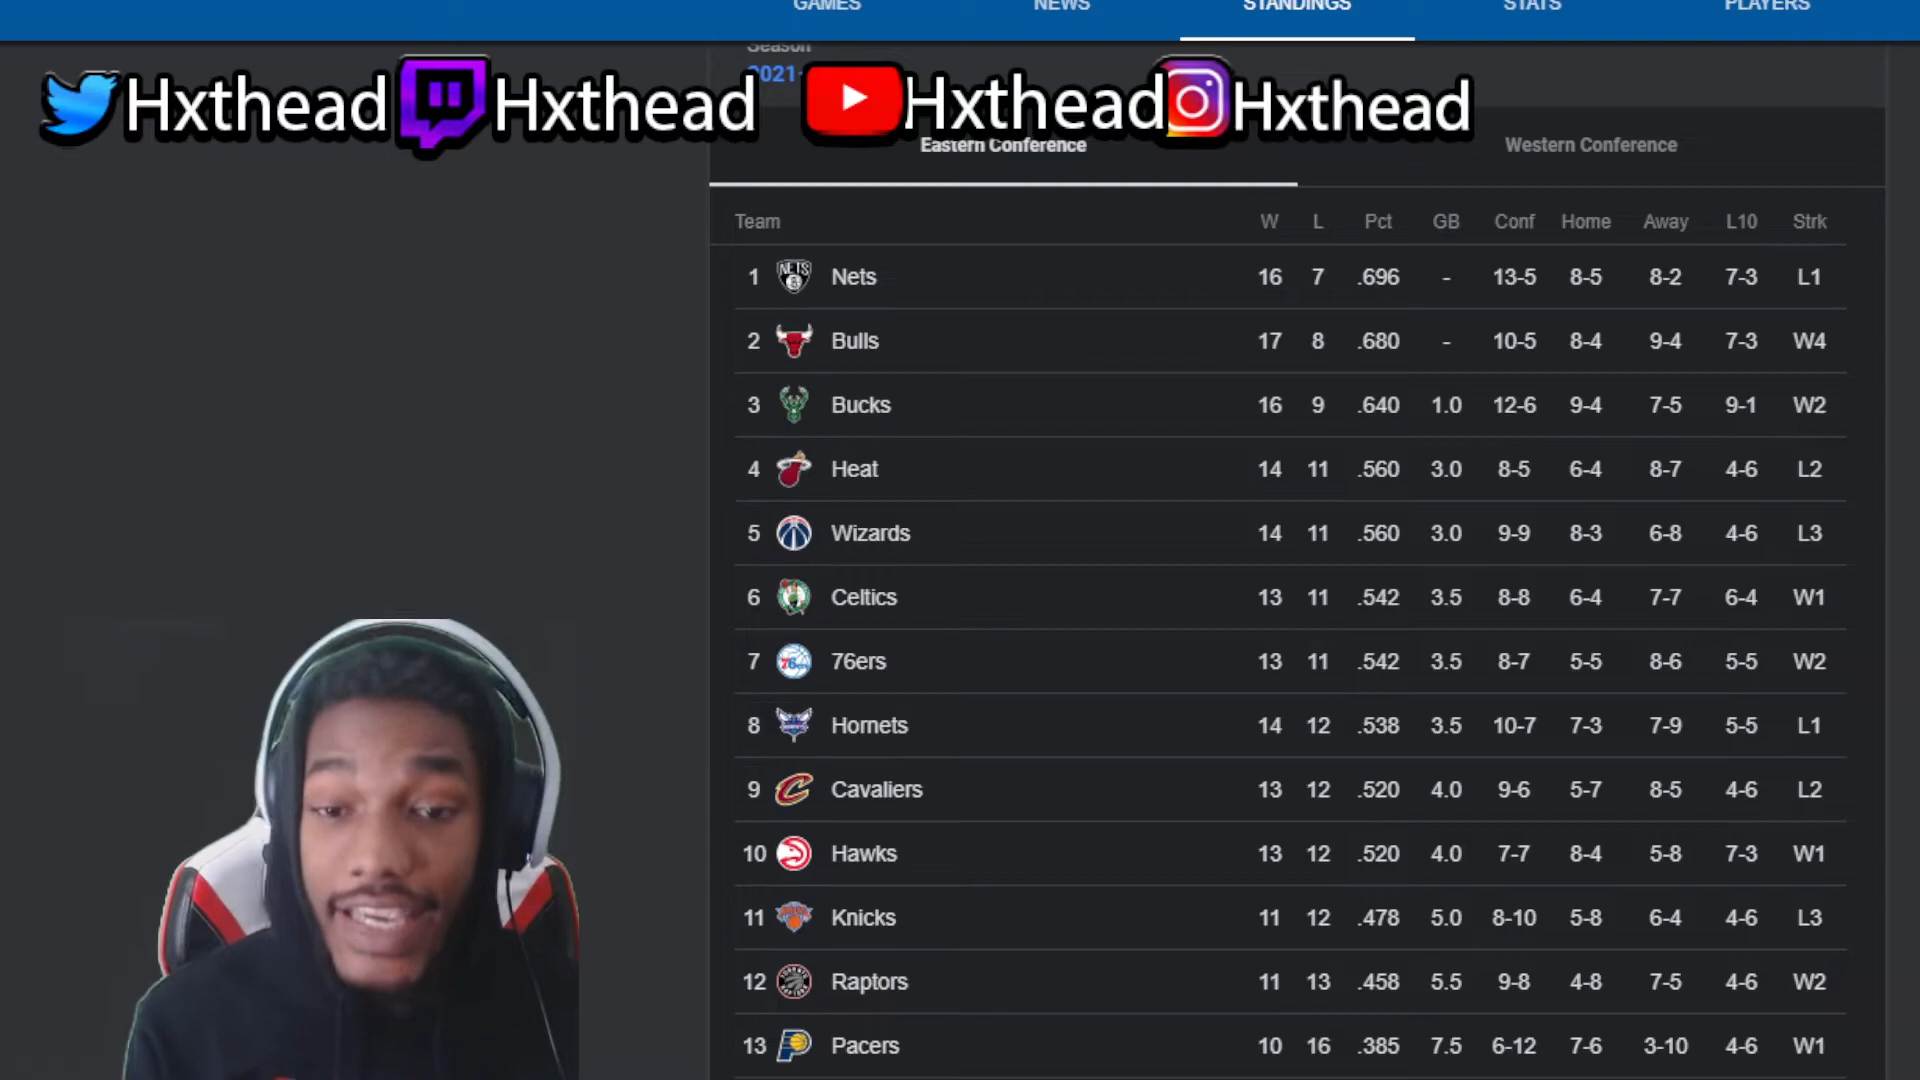 GAMES NEWS STANDINGS STATS PLAYERS
Season
2021-
Hxthead Hxthead Hxthead Hxthead
Eastern Conference Western Conference
Team W L Pct GB Conf Home Away L10 Strk
1 NETS Nets 16 7 .696 - 13-5 8-5 8-2 7-3 L1
2 Bulls 17 8 .680 - 10-5 8-4 9-4 7-3 W4
3 Bucks 16 9 .640 1.0 12-6 9-4 7-5 9-1 W2
4 Heat 14 11 .560 3.0 8-5 6-4 8-7 4-6 L2
5 Wizards 14 11 .560 3.0 9-9 8-3 6-8 4-6 L3
6 Celtics 13 11 .542 3.5 8-8 6-4 7-7 6-4 W1
7 76ers 76ers 13 11 .542 3.5 8-7 5-5 8-6 5-5 W2
8 Hornets 14 12 .538 3.5 10-7 7-3 7-9 5-5 L1
9 Cavaliers 13 12 .520 4.0 9-6 5-7 8-5 4-6 L2
10 Hawks 13 12 .520 4.0 7-7 8-4 5-8 7-3 W1
11 Knicks 11 12 .478 5.0 8-10 5-8 6-4 4-6 L3
12 Raptors 11 13 .458 5.5 9-8 4-8 7-5 4-6 W2
13 Pacers 10 16 .385 7.5 6-12 7-6 3-10 4-6 W1